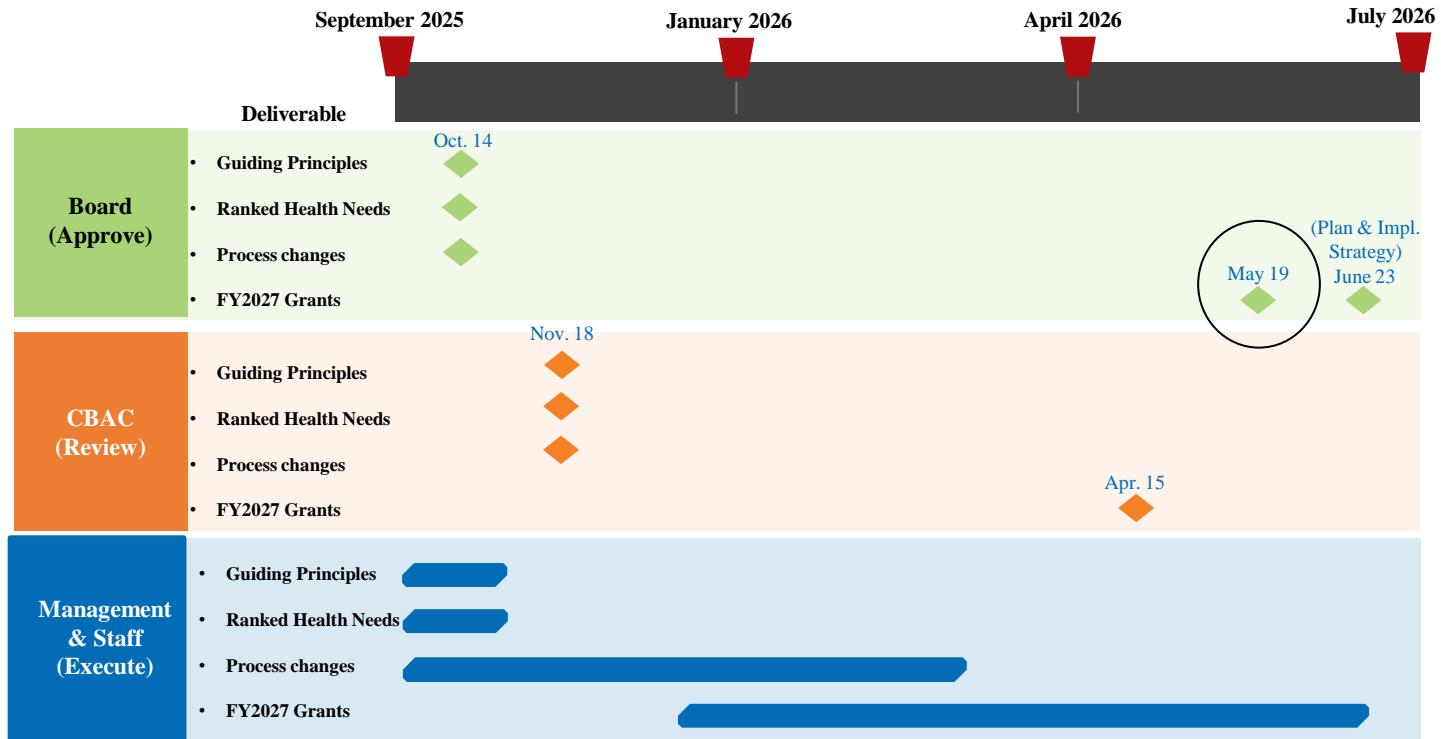 September 2025
January 2026
April 2026
July 2026
Deliverable
Board
(Approve)
• Guiding Principles
• Ranked Health Needs
• Process changes
• FY2027 Grants
Oct. 14
May 19
(Plan & Impl.
Strategy)
June 23
CBAC
(Review)
• Guiding Principles
• Ranked Health Needs
• Process changes
• FY2027 Grants
Nov. 18
Apr. 15
Management
& Staff
(Execute)
• Guiding Principles
• Ranked Health Needs
• Process changes
• FY2027 Grants